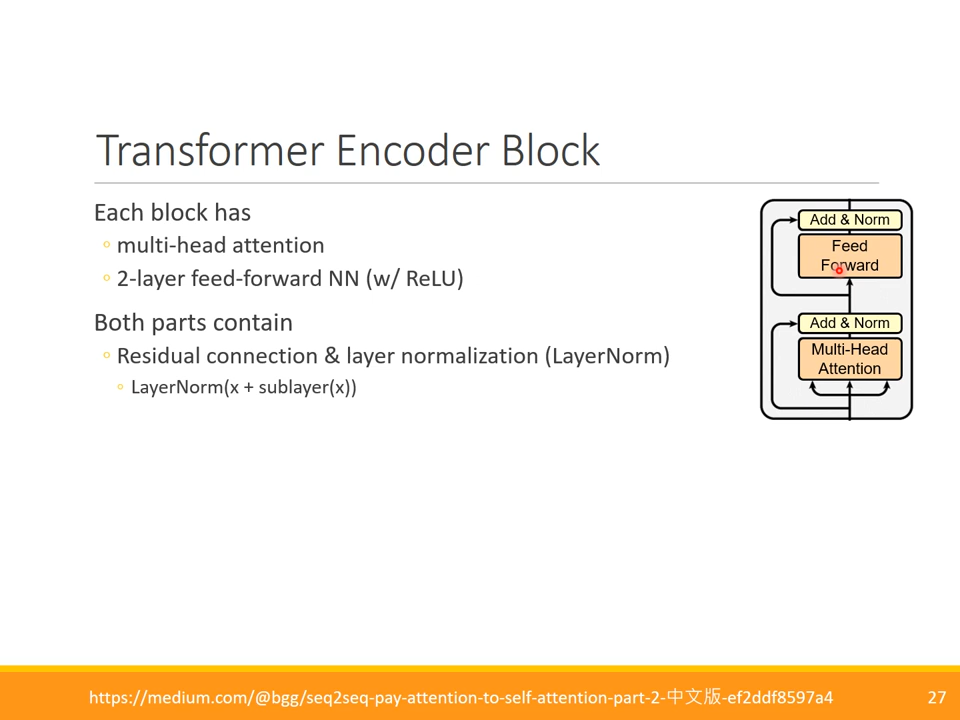 Transformer Encoder Block
Each block has
◦ multi-head attention
◦ 2-layer feed-forward NN (w/ ReLU)
Both parts contain
◦ Residual connection & layer normalization (LayerNorm)
◦ LayerNorm(x + sublayer(x))
Add & Norm
Feed
Forward
Add & Norm
Multi-Head
Attention
https://medium.com/@bgg/seq2seq-pay-attention-to-self-attention-part-2-中文版-ef2ddf8597a4
27